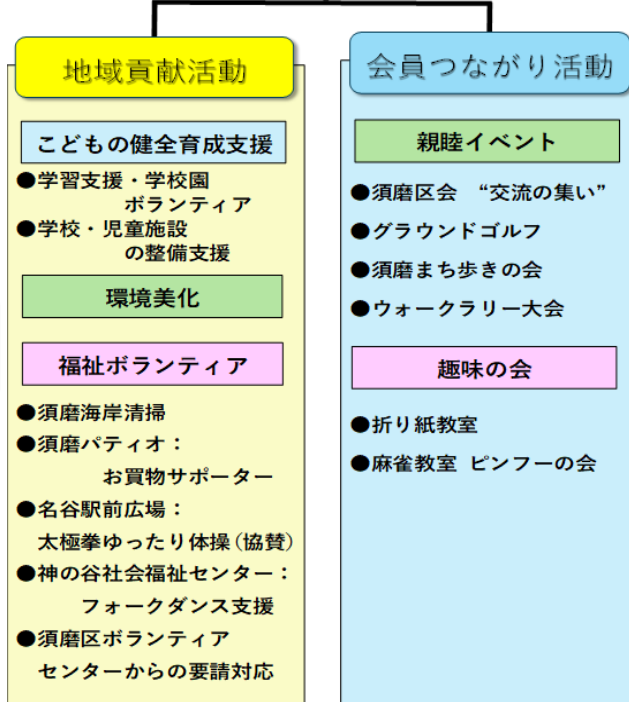 地域貢献活動
こどもの健全育成支援
●学習支援・学校園
ボランティア
●学校・児童施設
の整備支援
環境美化
福祉ボランティア
●須磨海岸清掃
●須磨パティオ：
お買物サポーター
●名谷駅前広場：
太極拳ゆったり体操(協賛)
●神の谷社会福祉センター：
フォークダンス支援
●須磨区ボランティア
センターからの要請対応
会員つながり活動
親睦イベント
●須磨区会 “交流の集い”
●グラウンドゴルフ
●須磨まち歩きの会
●ウォークラリー大会
趣味の会
●折り紙教室
●麻雀教室 ピンフーの会